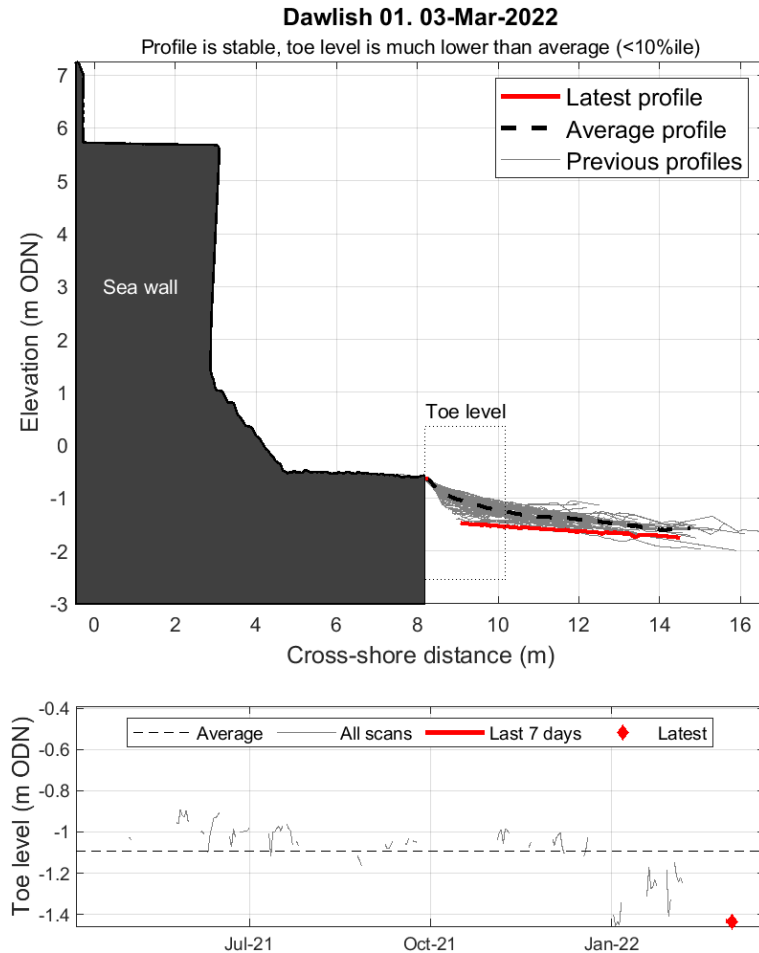 Dawlish 01. 03-Mar-2022
Profile is stable, toe level is much lower than average (<10%ile)
7
6
5
4
3
2
1
0
-1
-2
-3
Elevation (m ODN)
Latest profile
Average profile
Previous profiles
Sea wall
Toe level
0 2 4 6 8 10 12 14 16
Cross-shore distance (m)
-0.4
-0.6
-0.8
-1
-1.2
-1.4
Toe level (m ODN)
Average All scans Last 7 days Latest
Jul-21 Oct-21 Jan-22